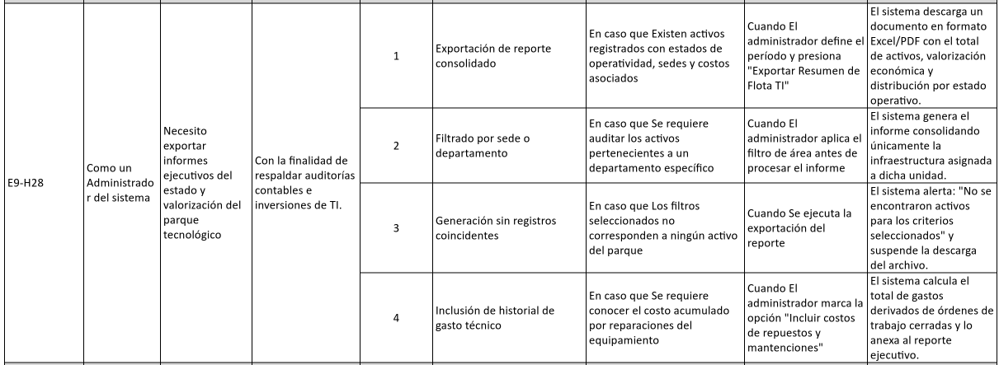 E9-H28
Como un
Administrado
r del sistema
Necesito
exportar
informes
ejecutivos del
estado y
valorización del
parque
tecnológico
Con la finalidad de
respaldar auditorías
contables e
inversiones de TI.
1
Exportación de reporte
consolidado
En caso que Existen activos
registrados con estados de
operatividad, sedes y costos
asociados
Cuando El
administrador define el
período y presiona
"Exportar Resumen de
Flota TI"
El sistema descarga un
documento en formato
Excel/PDF con el total
de activos, valorización
económica y
distribución por estado
operativo.
2
Filtrado por sede o
departamento
En caso que Se requiere
auditar los activos
pertenecientes a un
departamento específico
Cuando El
administrador aplica el
filtro de área antes de
procesar el informe
El sistema genera el
informe consolidando
únicamente la
infraestructura asignada
a dicha unidad.
3
Generación sin registros
coincidentes
En caso que Los filtros
seleccionados no
corresponden a ningún activo
del parque
Cuando Se ejecuta la
exportación del
reporte
El sistema alerta: "No se
encontraron activos
para los criterios
seleccionados" y
suspende la descarga
del archivo.
4
Inclusión de historial de
gasto técnico
En caso que Se requiere
conocer el costo acumulado
por reparaciones del
equipamiento
Cuando El
administrador marca la
opción "Incluir costos
de repuestos y
mantenciones"
El sistema calcula el
total de gastos
derivados de órdenes de
trabajo cerradas y lo
anexa al reporte
ejecutivo.